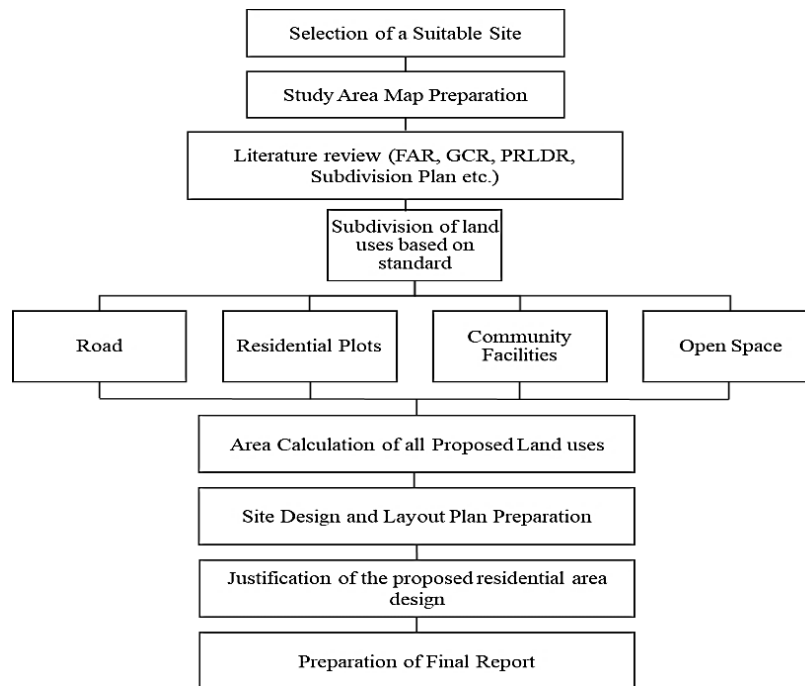 Selection of a Suitable Site
Study Area Map Preparation
Literature review (FAR, GCR, PRLDR,
Subdivision Plan etc.)
Subdivision of land
uses based on
standard
Road
Residential Plots
Community
Facilities
Open Space
Area Calculation of all Proposed Land uses
Site Design and Layout Plan Preparation
Justification of the proposed residential area
design
Preparation of Final Report